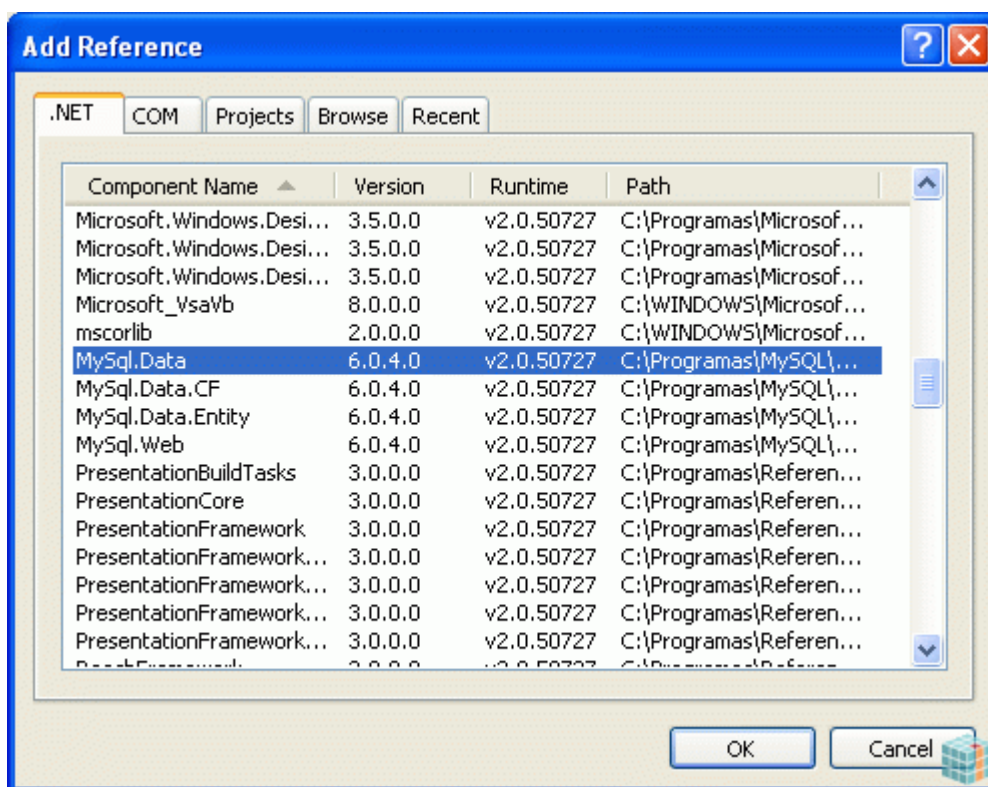 Add Reference
.NET COM Projects Browse Recent
Component Name Version Runtime Path
Microsoft.Windows.Desi... 3.5.0.0 v2.0.50727 C:\Programas\Microsof...
Microsoft.Windows.Desi... 3.5.0.0 v2.0.50727 C:\Programas\Microsof...
Microsoft.Windows.Desi... 3.5.0.0 v2.0.50727 C:\Programas\Microsof...
Microsoft_VsaVb 8.0.0.0 v2.0.50727 C:\WINDOWS\Microsof...
mscorlib 2.0.0.0 v2.0.50727 C:\WINDOWS\Microsof...
MySql.Data 6.0.4.0 v2.0.50727 C:\Programas\MySQL\...
MySql.Data.CF 6.0.4.0 v2.0.50727 C:\Programas\MySQL\...
MySql.Data.Entity 6.0.4.0 v2.0.50727 C:\Programas\MySQL\...
MySql.Web 6.0.4.0 v2.0.50727 C:\Programas\MySQL\...
PresentationBuildTasks 3.0.0.0 v2.0.50727 C:\Programas\Referen...
PresentationCore 3.0.0.0 v2.0.50727 C:\Programas\Referen...
PresentationFramework 3.0.0.0 v2.0.50727 C:\Programas\Referen...
PresentationFramework... 3.0.0.0 v2.0.50727 C:\Programas\Referen...
PresentationFramework... 3.0.0.0 v2.0.50727 C:\Programas\Referen...
PresentationFramework... 3.0.0.0 v2.0.50727 C:\Programas\Referen...
PresentationFramework... 3.0.0.0 v2.0.50727 C:\Programas\Referen...
OK Cancel